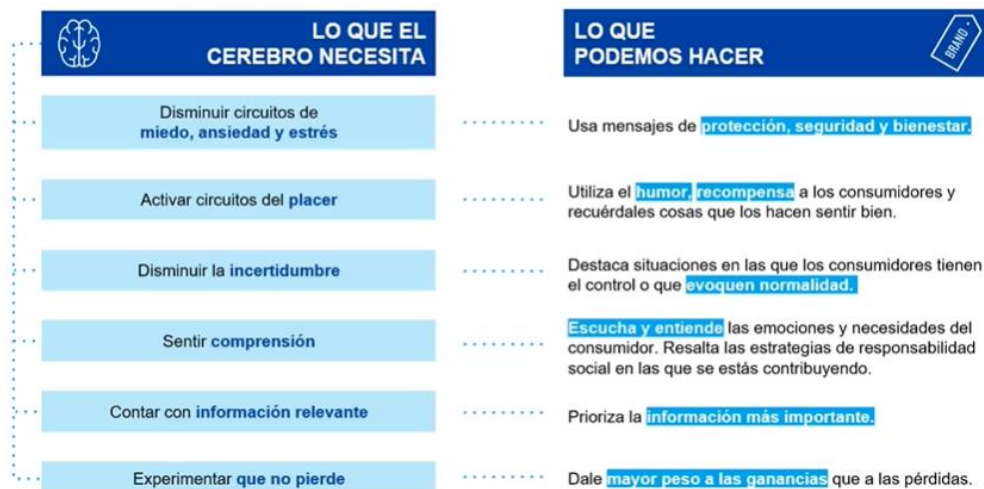 LO QUE EL
CEREBRO NECESITA
LO QUE
PODEMOS HACER
BRAND
Disminuir circuitos de
miedo, ansiedad y estrés
Usa mensajes de protección, seguridad y bienestar.
Activar circuitos del placer
Utiliza el humor, recompensa a los consumidores y
recuérdales cosas que los hacen sentir bien.
Disminuir la incertidumbre
Destaca situaciones en las que los consumidores tienen
el control o que evoquen normalidad.
Sentir comprensión
Escucha y entiende las emociones y necesidades del
consumidor. Resalta las estrategias de responsabilidad
social en las que se estás contribuyendo.
Contar con información relevante
Prioriza la información más importante.
Experimentar que no pierde
Dale mayor peso a las ganancias que a las pérdidas.